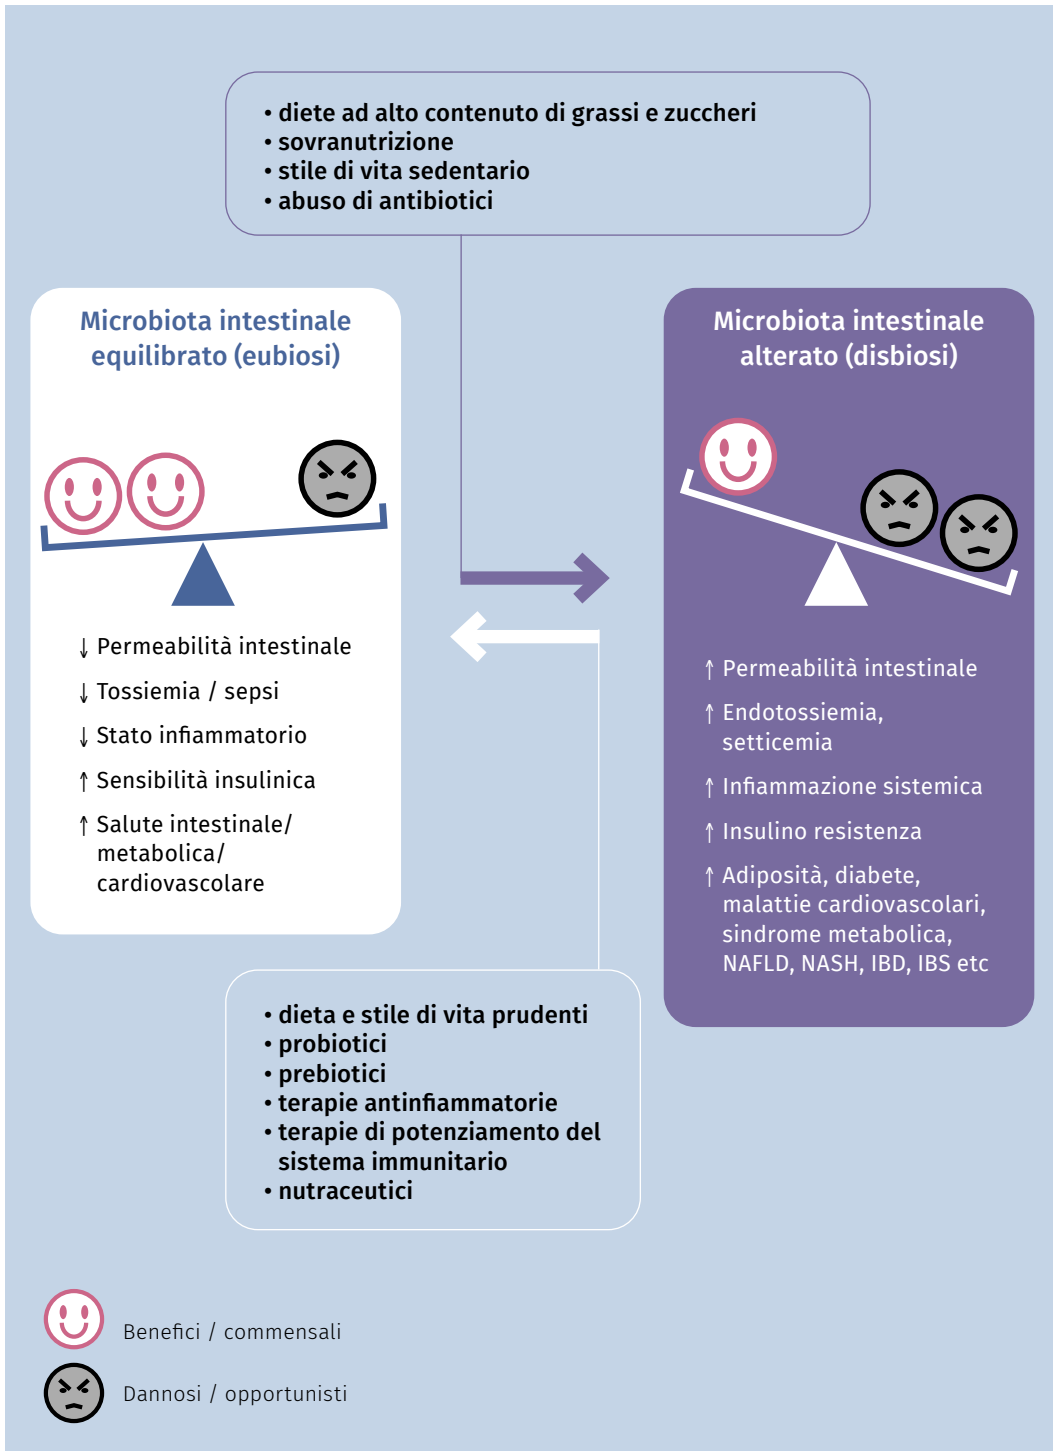 • diete ad alto contenuto di grassi e zuccheri
• sovranutrizione
• stile di vita sedentario
• abuso di antibiotici
Microbiota intestinale
equilibrato (eubiosi)
↓ Permeabilità intestinale
↓ Tossiemia / sepsi
↓ Stato infiammatorio
↑ Sensibilità insulinica
↑ Salute intestinale/
metabolica/
cardiovascolare
Microbiota intestinale
alterato (disbiosi)
↑ Permeabilità intestinale
↑ Endotossiemia,
setticemia
↑ Infiammazione sistemica
↑ Insulino resistenza
↑ Adiposità, diabete,
malattie cardiovascolari,
sindrome metabolica,
NAFLD, NASH, IBD, IBS etc
• dieta e stile di vita prudenti
• probiotici
• prebiotici
• terapie antinfiammatorie
• terapie di potenziamento del
sistema immunitario
• nutraceutici
Benefici / commensali
Dannosi / opportunisti